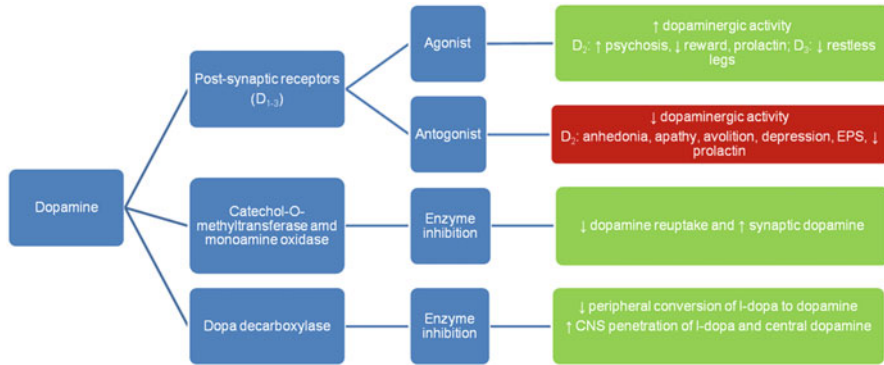 Dopamine
Post-synaptic receptors
(D₁₋₃)
Agonist
↑ dopaminergic activity
D₂: ↑ psychosis, ↓ reward, prolactin; D₃: ↓ restless
legs
Antogonist
↓ dopaminergic activity
D₂: anhedonia, apathy, avolition, depression, EPS, ↓
prolactin
Catechol-O-
methyltransferase amd
monoamine oxidase
Enzyme
inhibition
↓ dopamine reuptake and ↑ synaptic dopamine
Dopa decarboxylase
Enzyme
inhibition
↓ peripheral conversion of l-dopa to dopamine
↑ CNS penetration of l-dopa and central dopamine